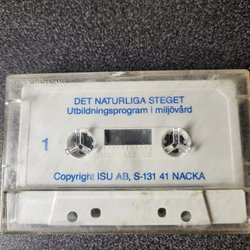 DET NATURLIGA STEGET
Utbildningsprogram i miljövård
1
Copyright ISU AB, S-131 41 NACKA